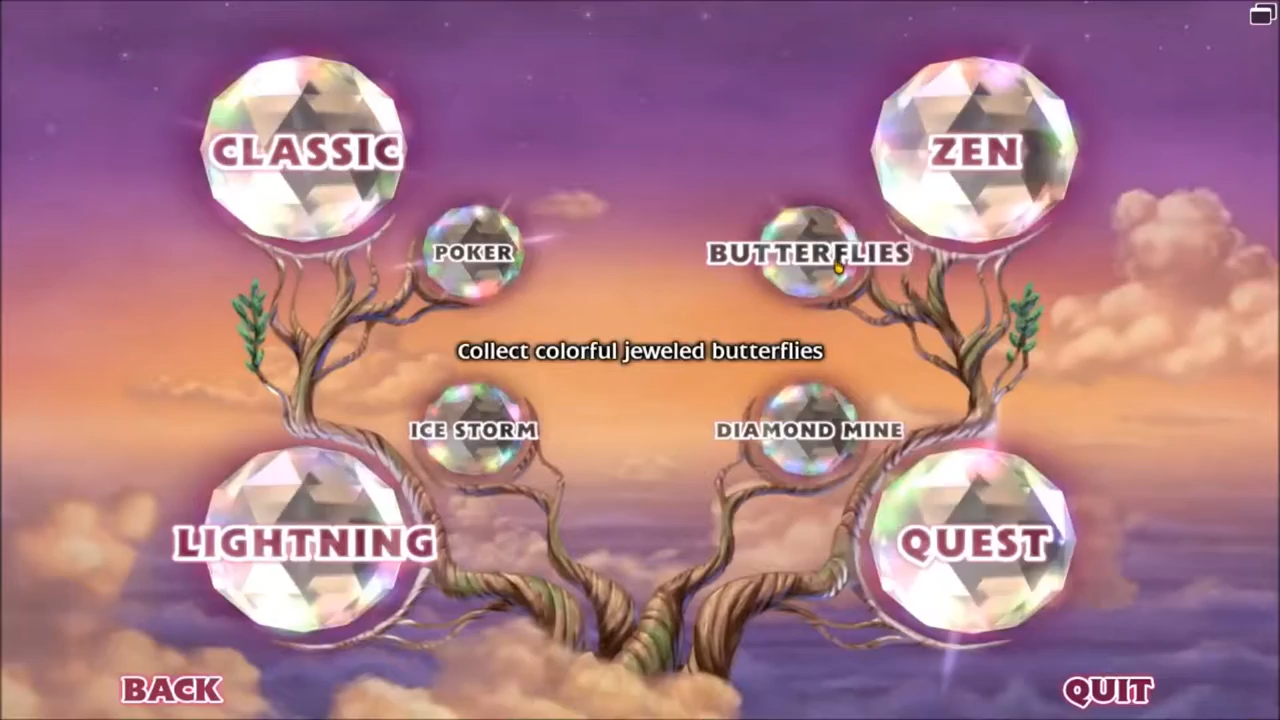 CLASSIC
ZEN
POKER
BUTTERFLIES
Collect colorful jeweled butterflies
ICE STORM
DIAMOND MINE
LIGHTNING
QUEST
BACK
QUIT